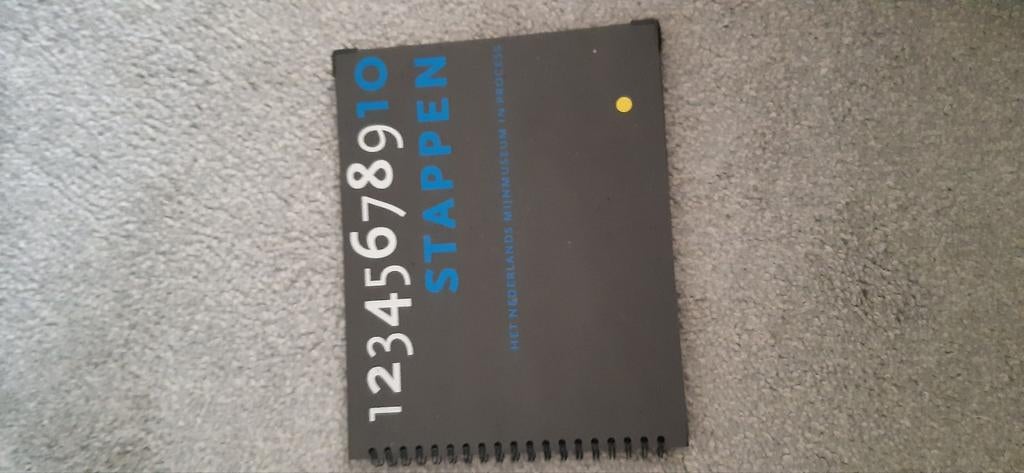 12345678910
STAPPEN
HET NEDERLANDS MIJNMUSEUM IN PROCESS